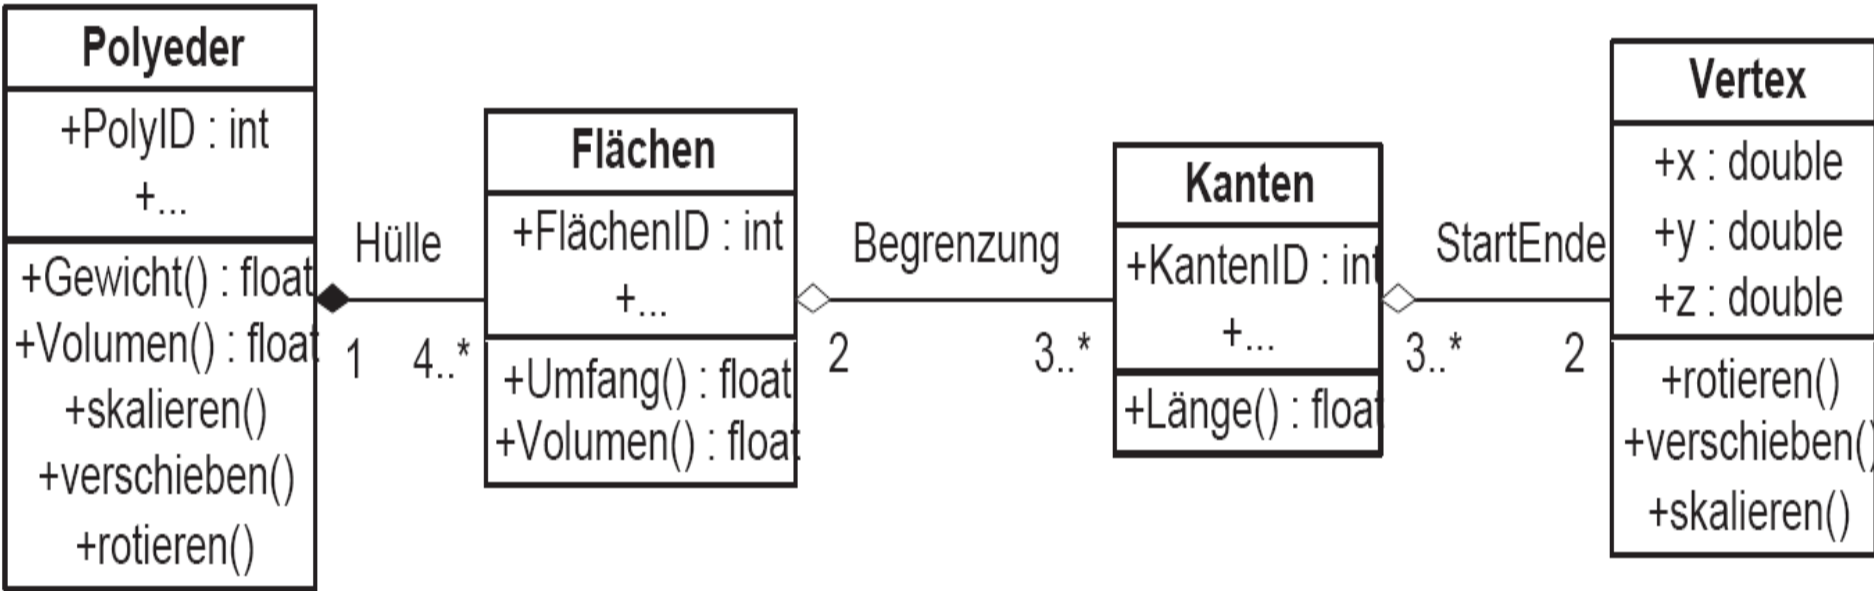 Polyeder
+PolyID : int
+...
+Gewicht() : float
+Volumen() : float
+skalieren()
+verschieben()
+rotieren()
Hülle
1
4..*
Flächen
+FlächenID : int
+...
+Umfang() : float
+Volumen() : float
Begrenzung
2
3..*
Kanten
+KantenID : int
+...
+Länge() : float
StartEnde
3..*
2
Vertex
+x : double
+y : double
+z : double
+rotieren()
+verschieben()
+skalieren()